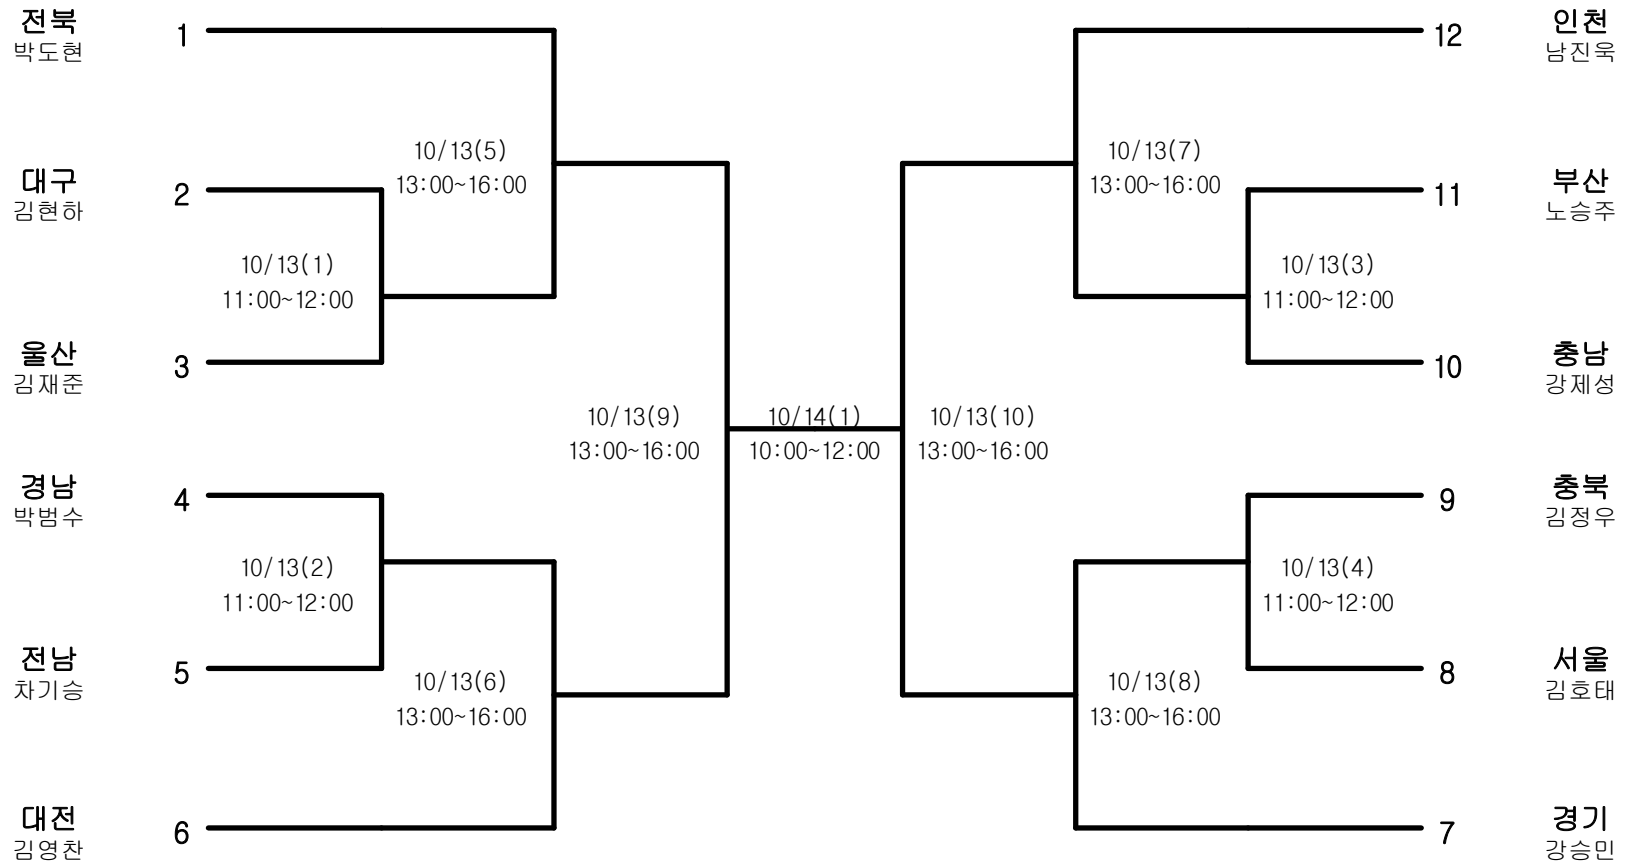 전북
박도현
1
12
인천
남진욱
10/13(5)
13:00~16:00
10/13(7)
13:00~16:00
대구
김현하
2
11
부산
노승주
10/13(1)
11:00~12:00
10/13(3)
11:00~12:00
울산
김재준
3
10
충남
강제성
10/13(9)
13:00~16:00
10/14(1)
10:00~12:00
10/13(10)
13:00~16:00
경남
박범수
4
9
충북
김정우
10/13(2)
11:00~12:00
10/13(4)
11:00~12:00
전남
차기승
5
8
서울
김호태
10/13(6)
13:00~16:00
10/13(8)
13:00~16:00
대전
김영찬
6
7
경기
강승민